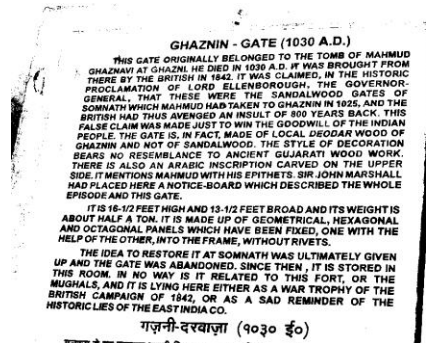 GHAZNIN - GATE (1030 A.D.)
THIS GATE ORIGINALLY BELONGED TO THE TOMB OF MAHMUD
GHAZNAVI AT GHAZNI. HE DIED IN 1030 A.D. IT WAS BROUGHT FROM
THERE BY THE BRITISH IN 1842. IT WAS CLAIMED, IN THE HISTORIC
PROCLAMATION OF LORD ELLENBOROUGH, THE GOVERNOR-
GENERAL, THAT THESE WERE THE SANDALWOOD GATES OF
SOMNATH WHICH MAHMUD HAD TAKEN TO GHAZNIN IN 1025, AND THE
BRITISH HAD THUS AVENGED AN INSULT OF 800 YEARS BACK. THIS
FALSE CLAIM WAS MADE JUST TO WIN THE GOODWILL OF THE INDIAN
PEOPLE. THE GATE IS, IN FACT, MADE OF LOCAL DEODAR WOOD OF
GHAZNIN AND NOT OF SANDALWOOD. THE STYLE OF DECORATION
BEARS NO RESEMBLANCE TO ANCIENT GUJARATI WOOD WORK.
THERE IS ALSO AN ARABIC INSCRIPTION CARVED ON THE UPPER
SIDE. IT MENTIONS MAHMUD WITH HIS EPITHETS. SIR JOHN MARSHALL
HAD PLACED HERE A NOTICE-BOARD WHICH DESCRIBED THE WHOLE
EPISODE AND THIS GATE.
IT IS 16-1/2 FEET HIGH AND 13-1/2 FEET BROAD AND ITS WEIGHT IS
ABOUT HALF A TON. IT IS MADE UP OF GEOMETRICAL, HEXAGONAL
AND OCTAGONAL PANELS WHICH HAVE BEEN FIXED, ONE WITH THE
HELP OF THE OTHER, INTO THE FRAME, WITHOUT RIVETS.
THE IDEA TO RESTORE IT AT SOMNATH WAS ULTIMATELY GIVEN
UP AND THE GATE WAS ABANDONED. SINCE THEN , IT IS STORED IN
THIS ROOM. IN NO WAY IS IT RELATED TO THIS FORT, OR THE
MUGHALS, AND IT IS LYING HERE EITHER AS A WAR TROPHY OF THE
BRITISH CAMPAIGN OF 1842, OR AS A SAD REMINDER OF THE
HISTORIC LIES OF THE EAST INDIA CO.
गज़नी-दरवाज़ा (१०३० ई०)